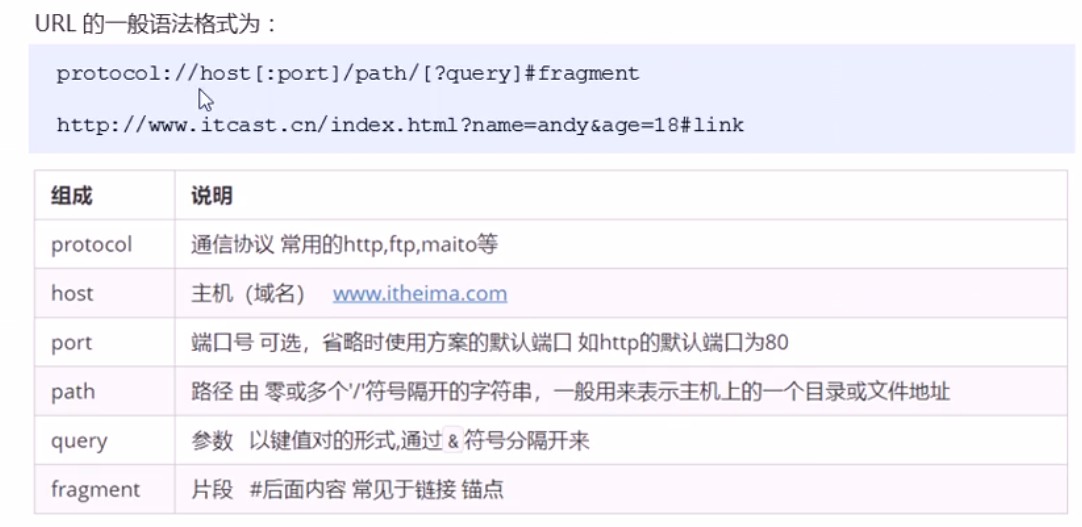 URL 的一般语法格式为：
protocol://host[:port]/path/[?query]#fragment
http://www.itcast.cn/index.html?name=andy&age=18#link
组成 说明
protocol 通信协议 常用的http,ftp,maito等
host 主机（域名） www.itheima.com
port 端口号 可选，省略时使用方案的默认端口 如http的默认端口为80
path 路径 由 零或多个'/'符号隔开的字符串，一般用来表示主机上的一个目录或文件地址
query 参数 以键值对的形式,通过 & 符号分隔开来
fragment 片段 #后面内容 常见于链接 锚点